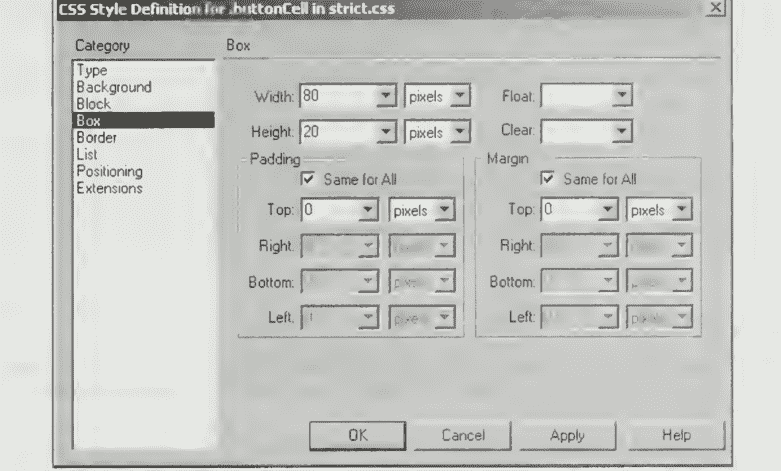 CSS Style Definition for .buttonCell in strict.css
Category
Box
Type
Background
Block
Box
Border
List
Positioning
Extensions
Width: 80 pixels
Float:
Height: 20 pixels
Clear:
Padding
Same for All
Top: 0 pixels
Right:
Bottom:
Left:
Margin
Same for All
Top: 0 pixels
Right:
Bottom:
Left:
OK Cancel Apply Help